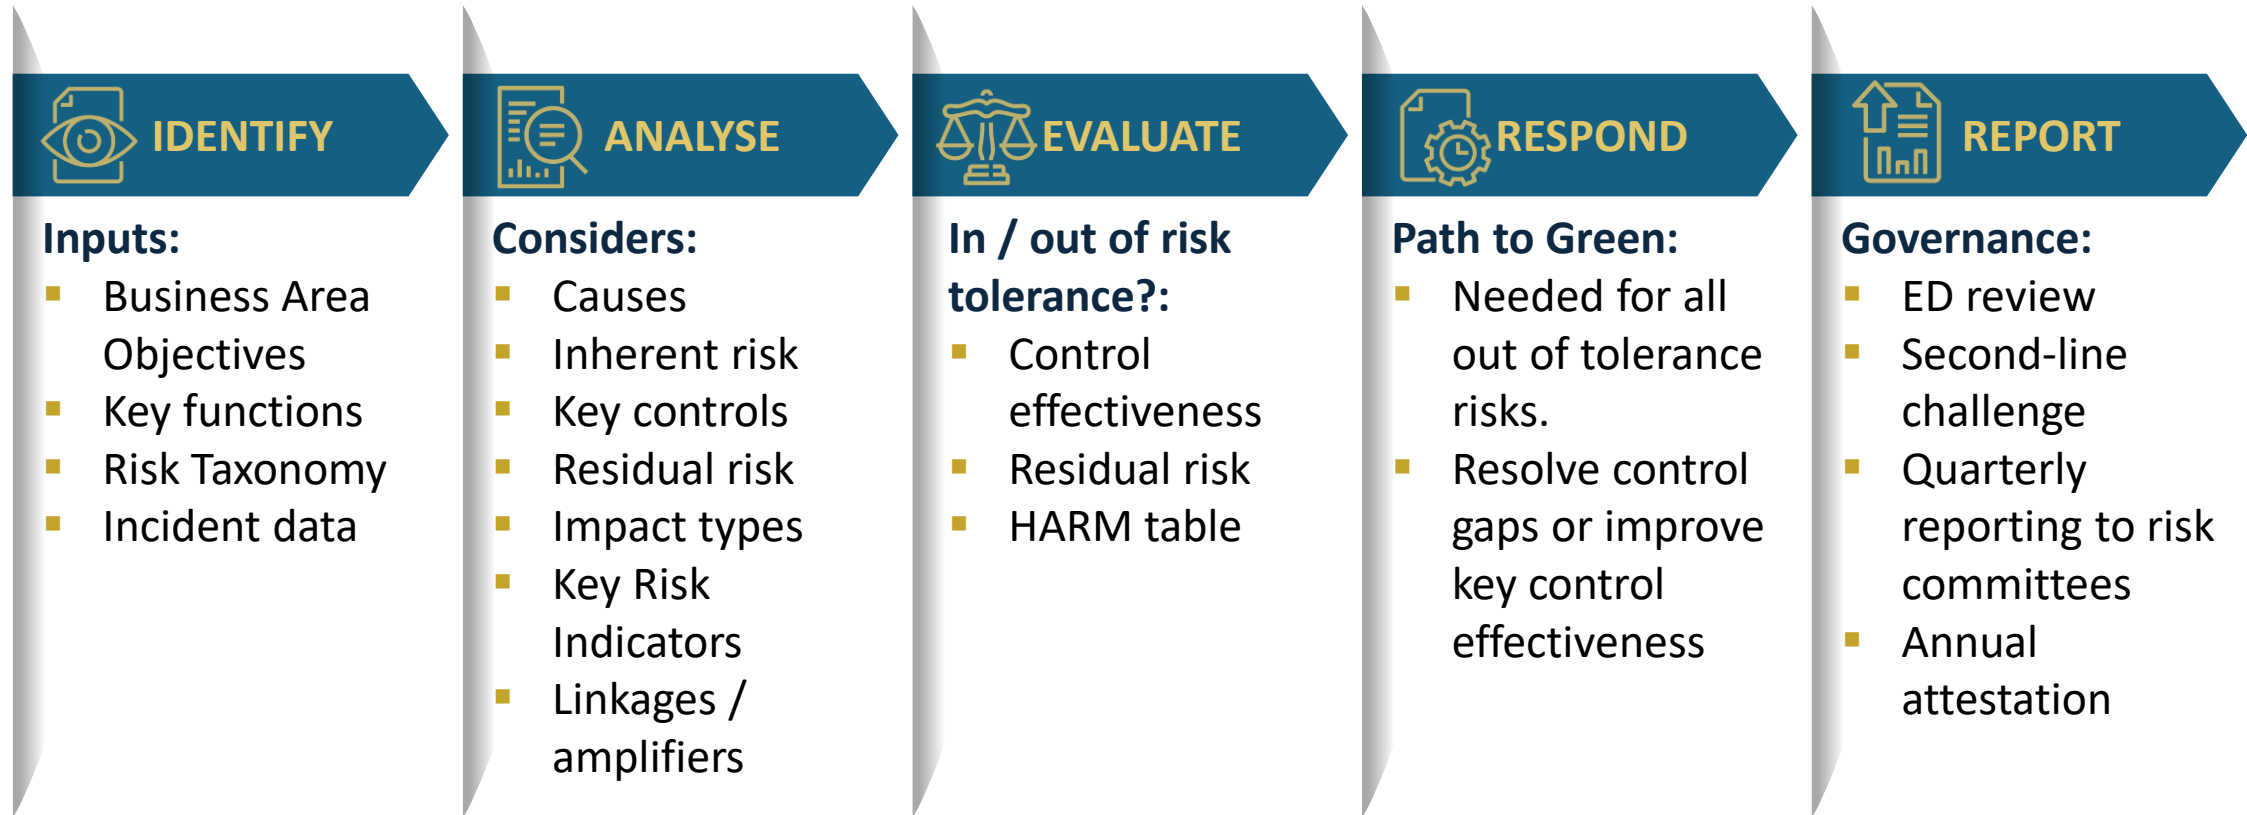 IDENTIFY
Inputs:
▪ Business Area
Objectives
▪ Key functions
▪ Risk Taxonomy
▪ Incident data
ANALYSE
Considers:
▪ Causes
▪ Inherent risk
▪ Key controls
▪ Residual risk
▪ Impact types
▪ Key Risk
Indicators
▪ Linkages /
amplifiers
EVALUATE
In / out of risk
tolerance?:
▪ Control
effectiveness
▪ Residual risk
▪ HARM table
RESPOND
Path to Green:
▪ Needed for all
out of tolerance
risks.
▪ Resolve control
gaps or improve
key control
effectiveness
REPORT
Governance:
▪ ED review
▪ Second-line
challenge
▪ Quarterly
reporting to risk
committees
▪ Annual
attestation